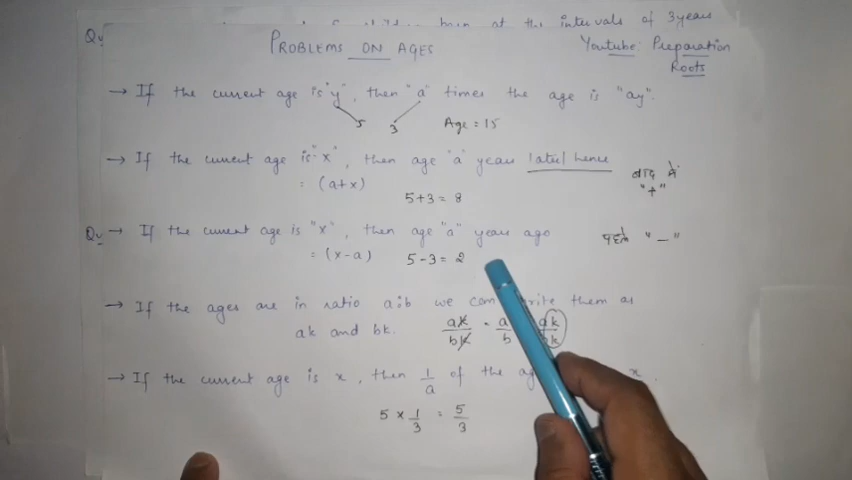 at the intervals of 3 years
Qu
PROBLEMS ON AGES
Youtube: Preparation Roots
→ If the current age is "y", then "a" times the age is "ay".
5 3 Age = 15
→ If the current age is "x", then age "a" years later/hence
= (a+x)
5+3 = 8
बाद में
"+"
Qu → If the current age is "x", then age "a" years ago
= (x-a) 5-3 = 2
पहले "-"
→ If the ages are in ratio a:b we can write them as
ak and bk. ak/bk = a/b ak/bk
→ If the current age is x, then 1/a of the x
5 × 1/3 = 5/3